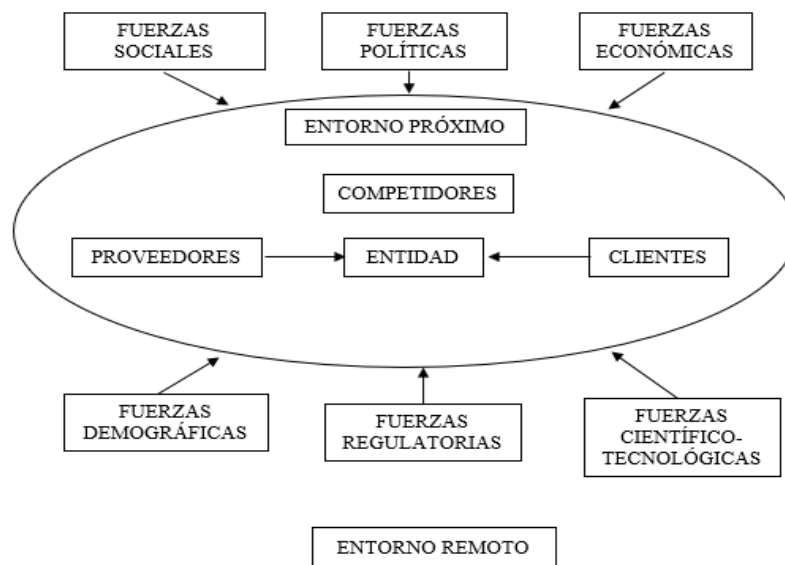 FUERZAS
SOCIALES
FUERZAS
POLÍTICAS
FUERZAS
ECONÓMICAS
ENTORNO PRÓXIMO
COMPETIDORES
PROVEEDORES
ENTIDAD
CLIENTES
FUERZAS
DEMOGRÁFICAS
FUERZAS
REGULATORIAS
FUERZAS
CIENTÍFICO-
TECNOLÓGICAS
ENTORNO REMOTO